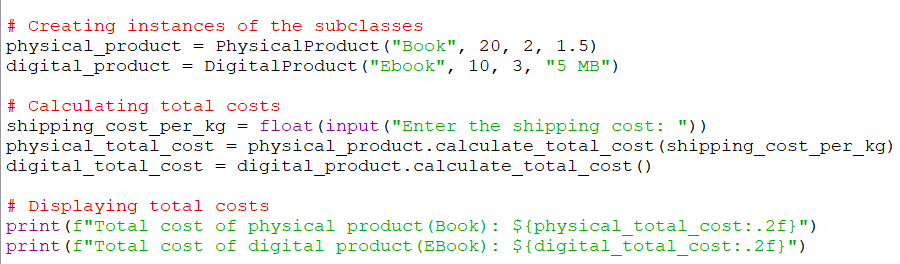 # Creating instances of the subclasses
physical_product = PhysicalProduct("Book", 20, 2, 1.5)
digital_product = DigitalProduct("Ebook", 10, 3, "5 MB")
# Calculating total costs
shipping_cost_per_kg = float(input("Enter the shipping cost: "))
physical_total_cost = physical_product.calculate_total_cost(shipping_cost_per_kg)
digital_total_cost = digital_product.calculate_total_cost()
# Displaying total costs
print(f"Total cost of physical product(Book): ${physical_total_cost:.2f}")
print(f"Total cost of digital product(EBook): ${digital_total_cost:.2f}")